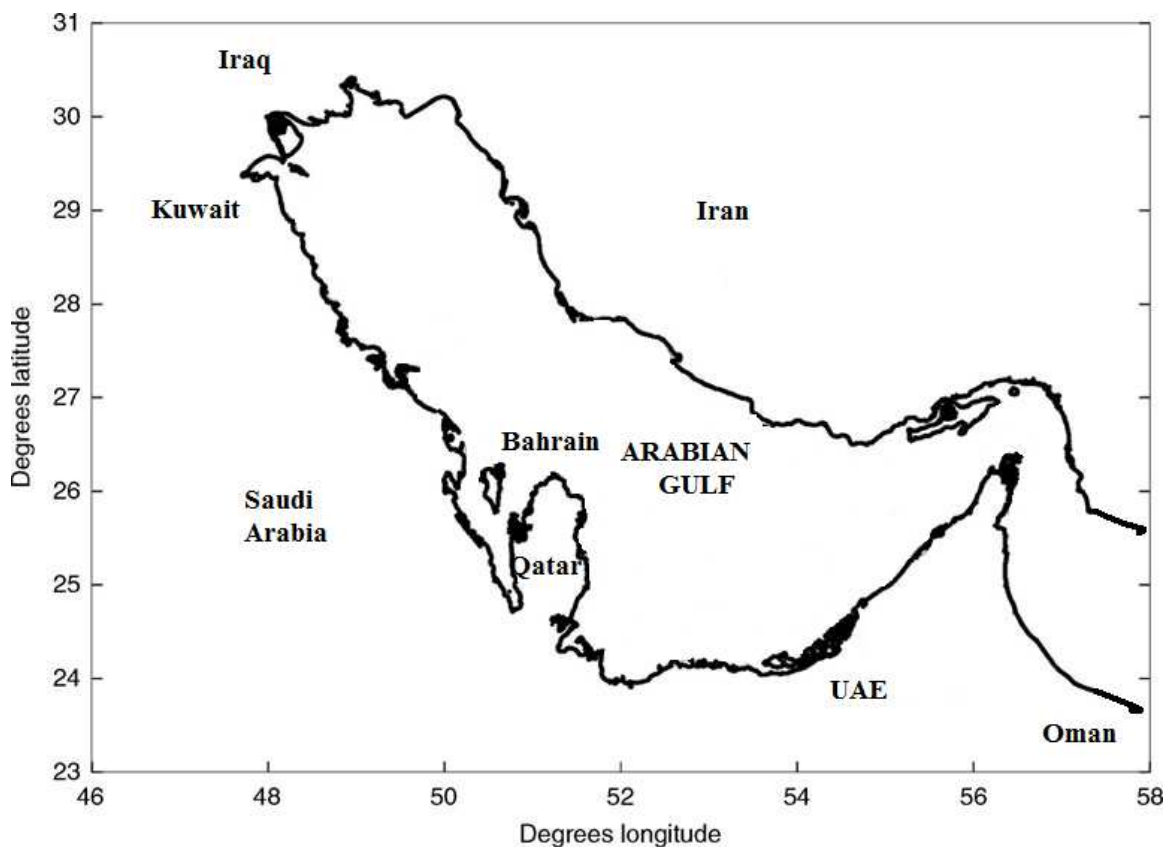 31
Iraq
30
29
Kuwait
Iran
28
27
Bahrain
ARABIAN
GULF
26
Saudi
Arabia
25
Qatar
24
UAE
Oman
23
46
48
50
52
54
56
58
Degrees latitude
Degrees longitude